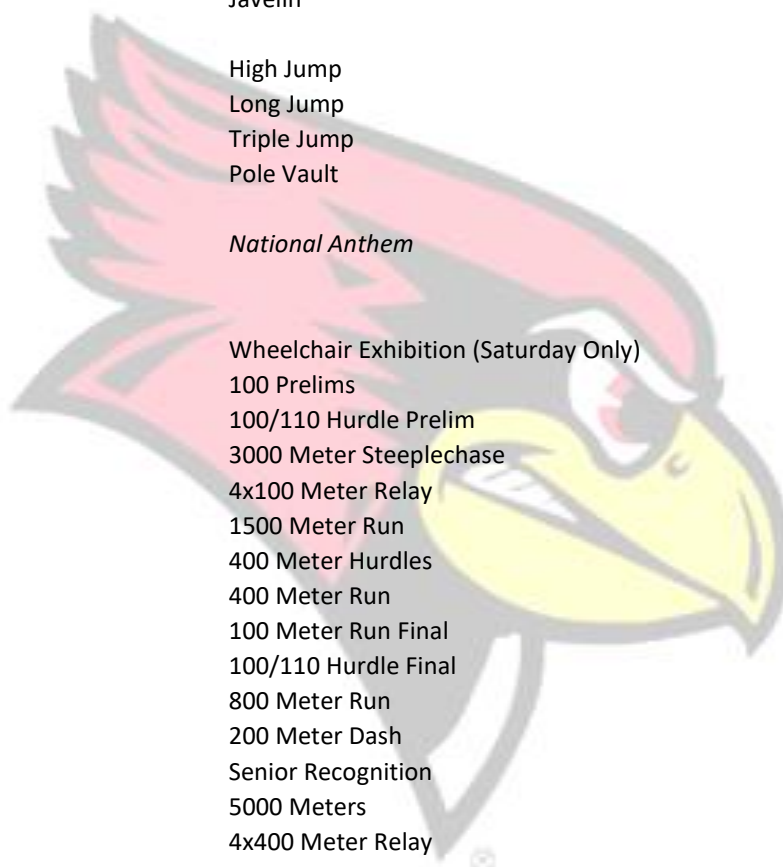 Javelin
High Jump
Long Jump
Triple Jump
Pole Vault
National Anthem
Wheelchair Exhibition (Saturday Only)
100 Prelims
100/110 Hurdle Prelim
3000 Meter Steeplechase
4x100 Meter Relay
1500 Meter Run
400 Meter Hurdles
400 Meter Run
100 Meter Run Final
100/110 Hurdle Final
800 Meter Run
200 Meter Dash
Senior Recognition
5000 Meters
4x400 Meter Relay